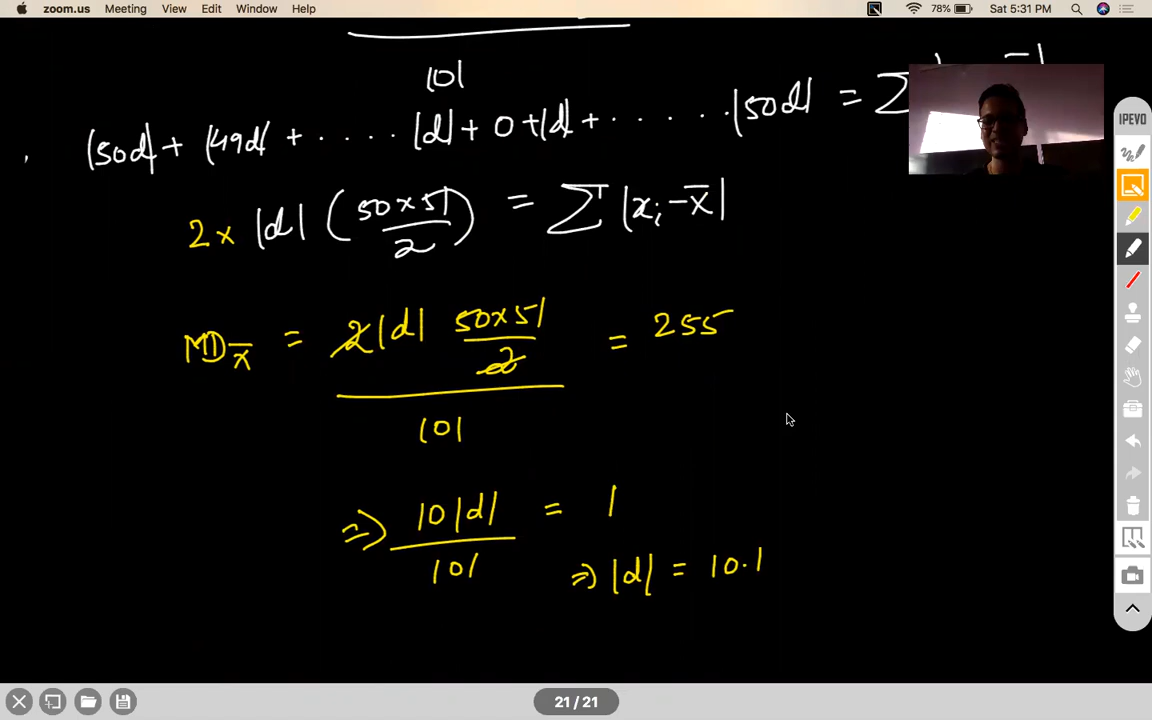 zoom.us Meeting View Edit Window Help 78% Sat 5:31 PM
101
|50d| + |49d| + .... |d| + 0 + |d| + ...... |50d| = Σ
IPEVO
2 × |d| (50×51/2) = Σ |xᵢ - x̄|
MD x̄ = 2|d| 50×51/2 / 101 = 255
⇒ 10|d|/101 = 1
⇒ |d| = 10.1
21 / 21